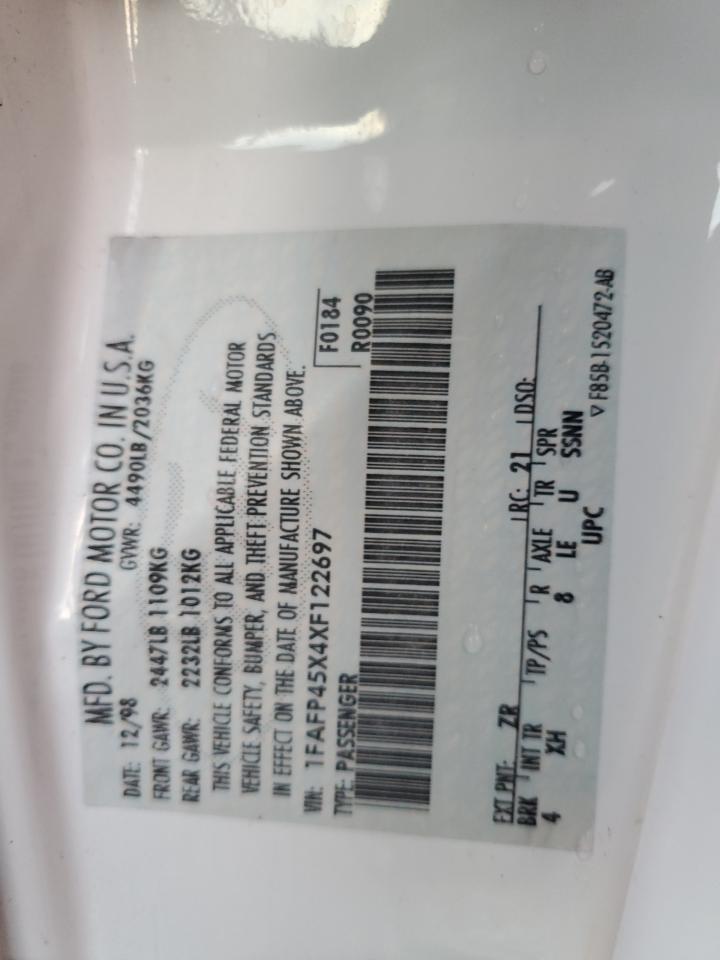 MFD. BY FORD MOTOR CO. IN U.S.A.
DATE: 12/98 GVWR: 4490LB/2036KG
FRONT GAWR: 2447LB 1109KG
REAR GAWR: 2232LB 1012KG
THIS VEHICLE CONFORMS TO ALL APPLICABLE FEDERAL MOTOR
VEHICLE SAFETY, BUMPER, AND THEFT PREVENTION STANDARDS
IN EFFECT ON THE DATE OF MANUFACTURE SHOWN ABOVE.
VIN: 1FAFP45X4XF122697 F0184
TYPE: PASSENGER R0090
EXT PNT: ZR RC: 21 DSO:
BRK INT TR TP/PS R AXLE TR SPR
4 XH 8 LE U SSNN
UPC
▽ F85B-1520472-AB